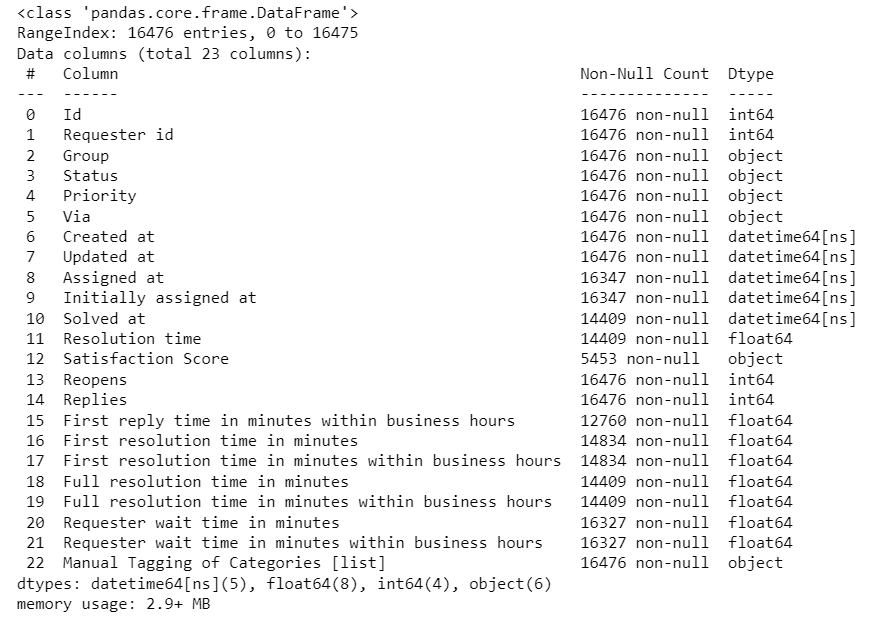 <class 'pandas.core.frame.DataFrame'>
RangeIndex: 16476 entries, 0 to 16475
Data columns (total 23 columns):
 #   Column                                                  Non-Null Count  Dtype
---  ------                                                  --------------  -----
 0   Id                                                      16476 non-null  int64
 1   Requester id                                            16476 non-null  int64
 2   Group                                                   16476 non-null  object
 3   Status                                                  16476 non-null  object
 4   Priority                                                16476 non-null  object
 5   Via                                                     16476 non-null  object
 6   Created at                                              16476 non-null  datetime64[ns]
 7   Updated at                                              16476 non-null  datetime64[ns]
 8   Assigned at                                             16347 non-null  datetime64[ns]
 9   Initially assigned at                                   16347 non-null  datetime64[ns]
 10  Solved at                                               14409 non-null  datetime64[ns]
 11  Resolution time                                         14409 non-null  float64
 12  Satisfaction Score                                      5453 non-null   object
 13  Reopens                                                 16476 non-null  int64
 14  Replies                                                 16476 non-null  int64
 15  First reply time in minutes within business hours       12760 non-null  float64
 16  First resolution time in minutes                        14834 non-null  float64
 17  First resolution time in minutes within business hours  14834 non-null  float64
 18  Full resolution time in minutes                         14409 non-null  float64
 19  Full resolution time in minutes within business hours   14409 non-null  float64
 20  Requester wait time in minutes                          16327 non-null  float64
 21  Requester wait time in minutes within business hours    16327 non-null  float64
 22  Manual Tagging of Categories [list]                     16476 non-null  object
dtypes: datetime64[ns](5), float64(8), int64(4), object(6)
memory usage: 2.9+ MB